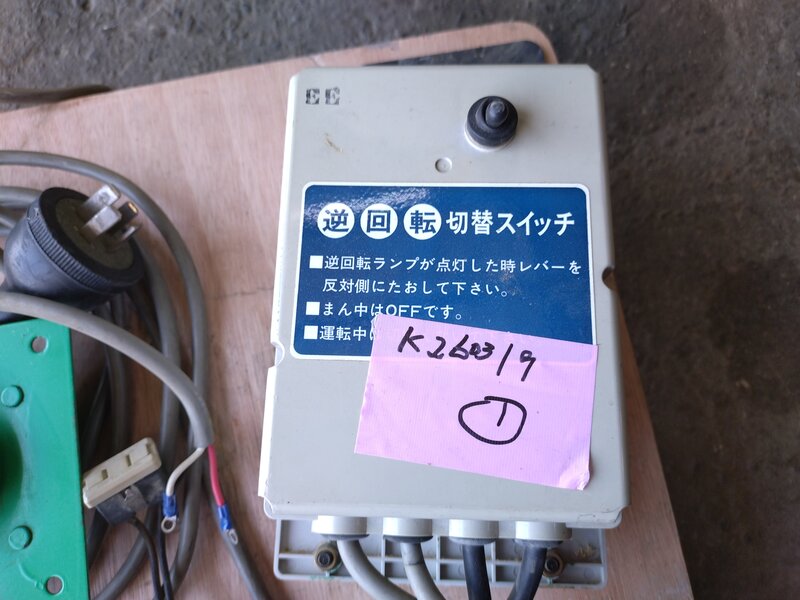 EE
逆回転切替スイッチ
■逆回転ランプが点灯した時レバーを
反対側にたおして下さい。
■まん中はOFFです。
■運転中は
K260319
①